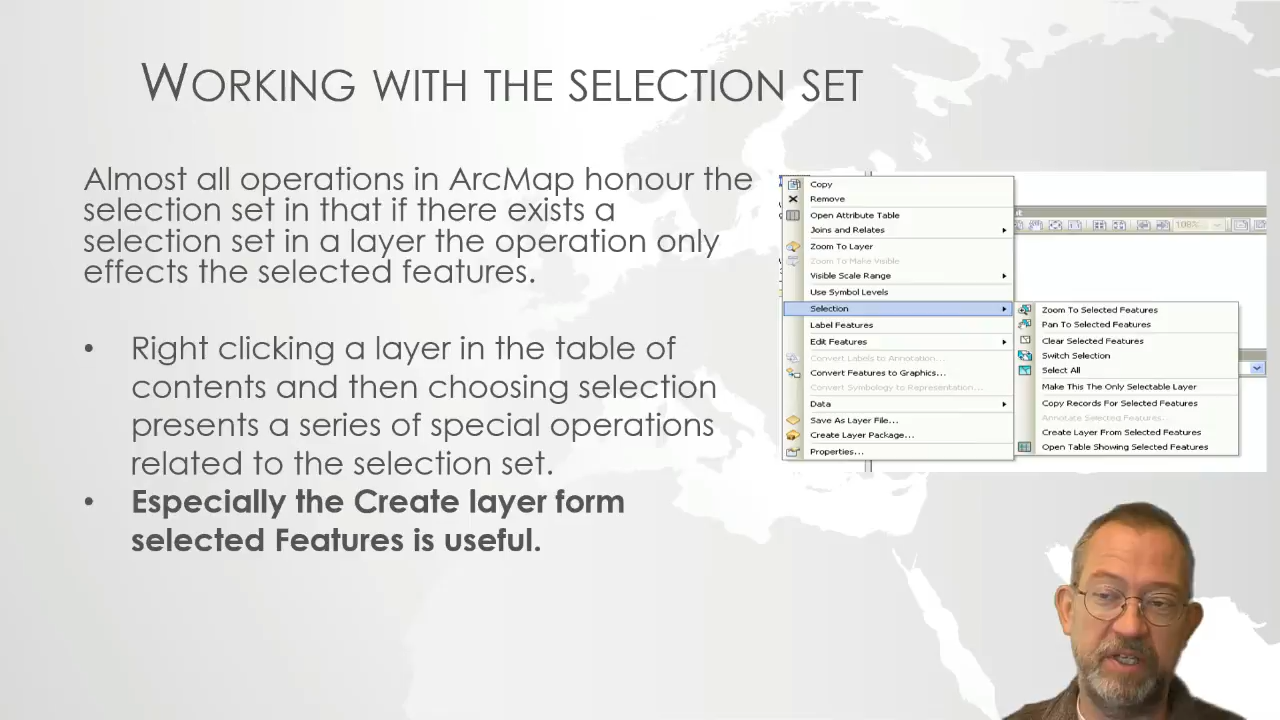 WORKING WITH THE SELECTION SET
Almost all operations in ArcMap honour the
selection set in that if there exists a
selection set in a layer the operation only
effects the selected features.
• Right clicking a layer in the table of
contents and then choosing selection
presents a series of special operations
related to the selection set.
• Especially the Create layer form
selected Features is useful.
Copy
Remove
Open Attribute Table
Joins and Relates
Zoom To Layer
Zoom To Make Visible
Visible Scale Range
Use Symbol Levels
Selection
Label Features
Edit Features
Convert Labels to Annotation...
Convert Features to Graphics...
Convert Symbology to Representation...
Data
Save As Layer File...
Create Layer Package...
Properties...
100%
Zoom To Selected Features
Pan To Selected Features
Clear Selected Features
Switch Selection
Select All
Make This The Only Selectable Layer
Copy Records For Selected Features
Annotate Selected Features...
Create Layer From Selected Features
Open Table Showing Selected Features